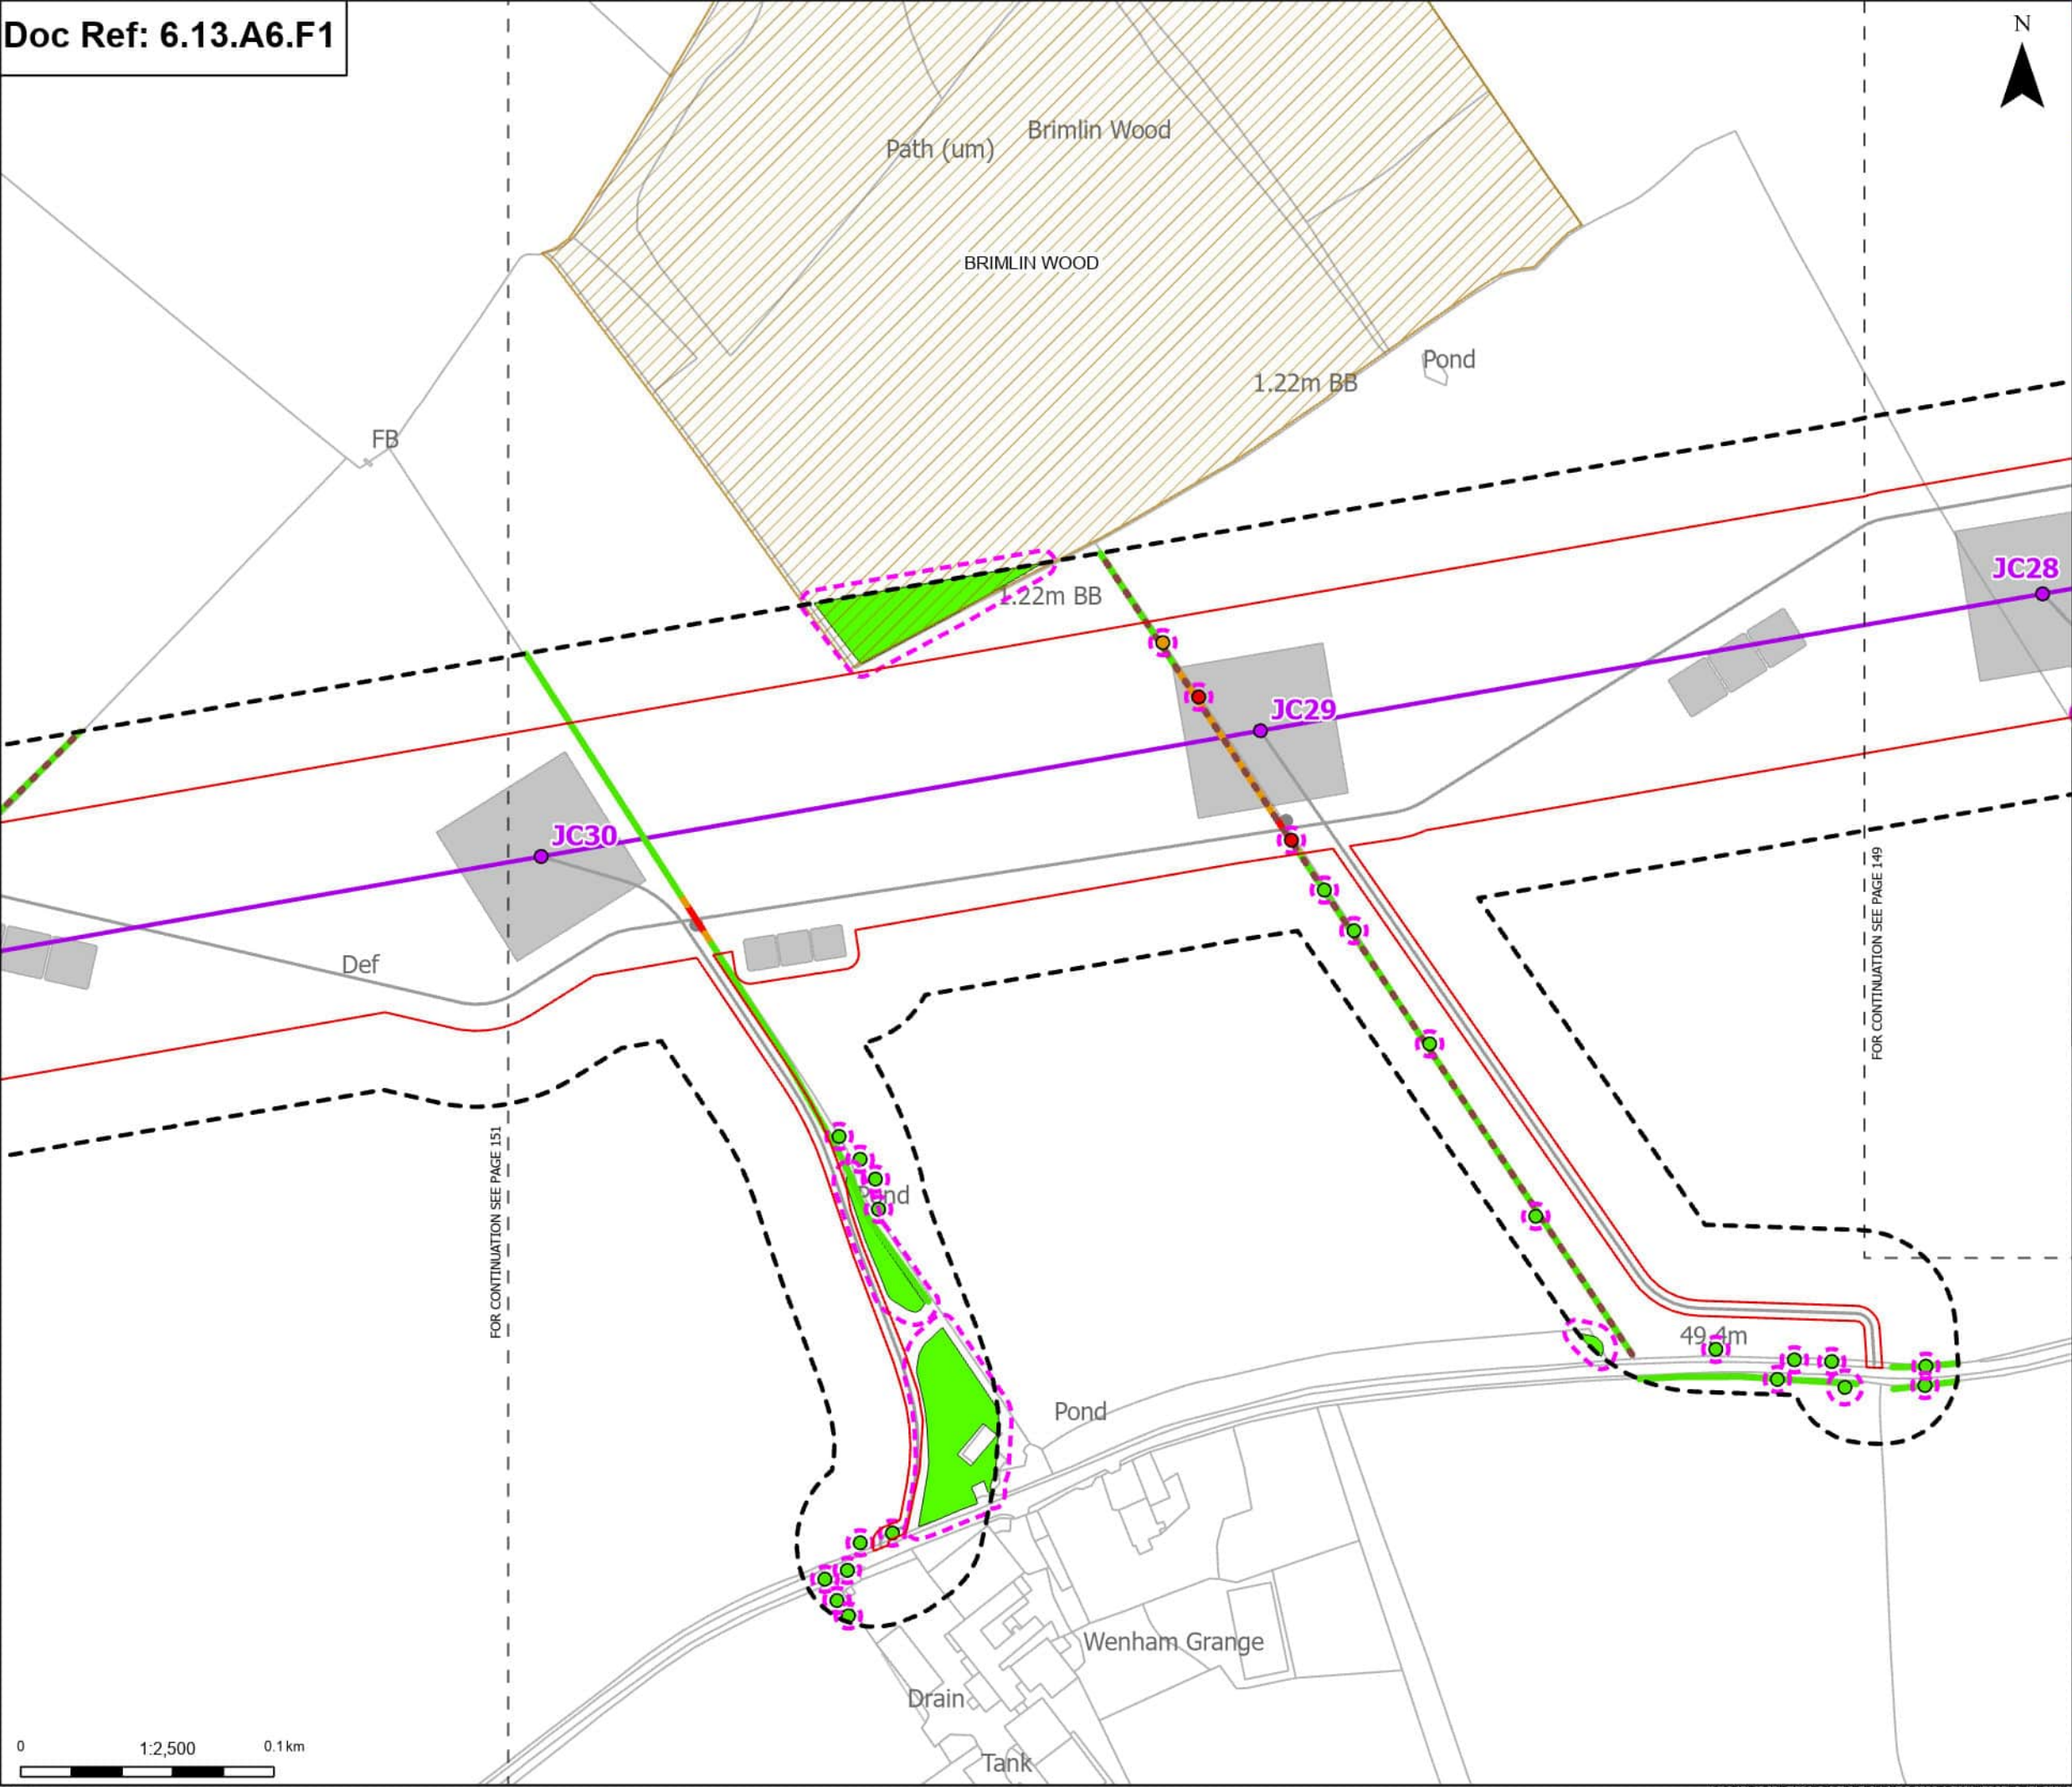 Doc Ref: 6.13.A6.F1
N
Brimlin Wood
Path (um)
BRIMLIN WOOD
Pond
1.22m BB
FB
JC28
1.22m BB
JC29
JC30
Def
FOR CONTINUATION SEE PAGE 149
FOR CONTINUATION SEE PAGE 151
Pond
49.4m
Pond
Wenham Grange
Drain
Tank
0
1:2,500
0.1 km